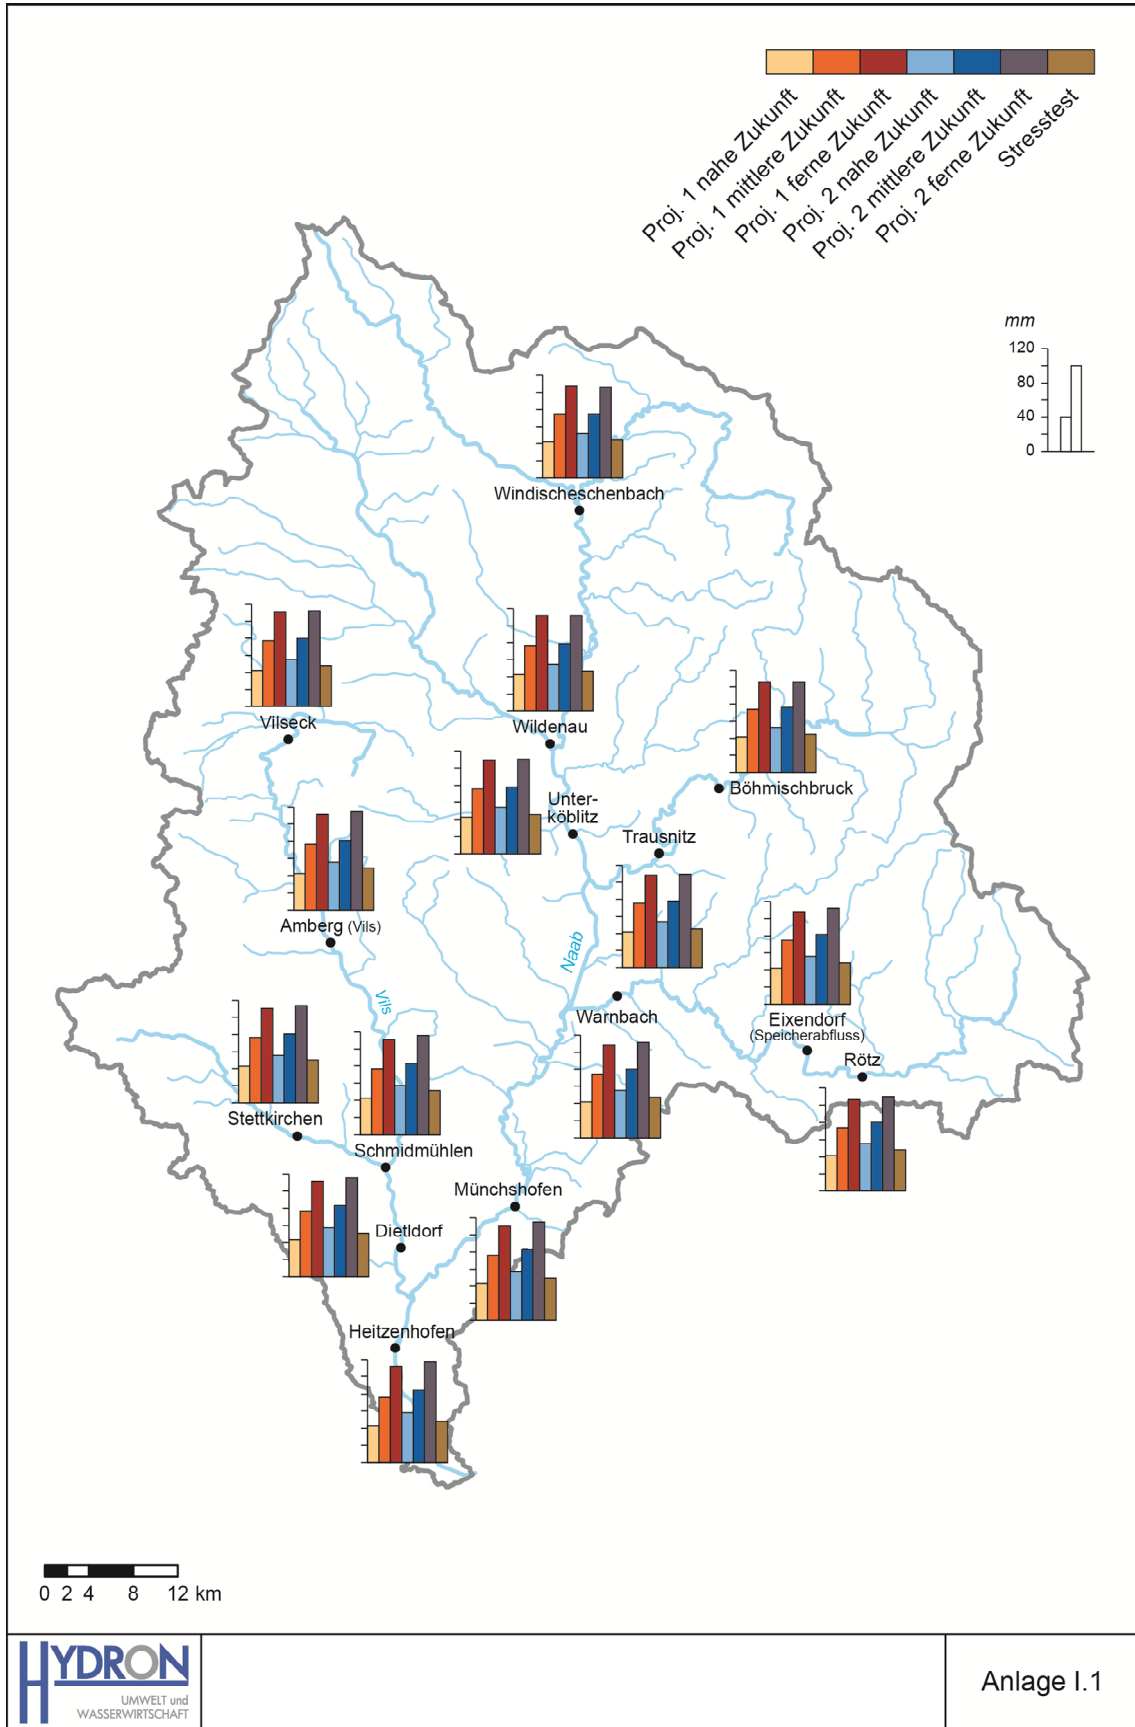 Proj. 1 nahe Zukunft
Proj. 1 mittlere Zukunft
Proj. 1 ferne Zukunft
Proj. 2 nahe Zukunft
Proj. 2 mittlere Zukunft
Proj. 2 ferne Zukunft
Stresstest
mm
120
80
40
0
Windischeschenbach
Vilseck
Wildenau
Böhmischbruck
Unter-
köblitz
Trausnitz
Amberg (Vils)
Naab
Vils
Warnbach
Eixendorf
(Speicherabfluss)
Rötz
Stettkirchen
Schmidmühlen
Münchshofen
Dietldorf
Heitzenhofen
0 2 4 8 12 km
HYDRON
UMWELT und
WASSERWIRTSCHAFT
Anlage I.1